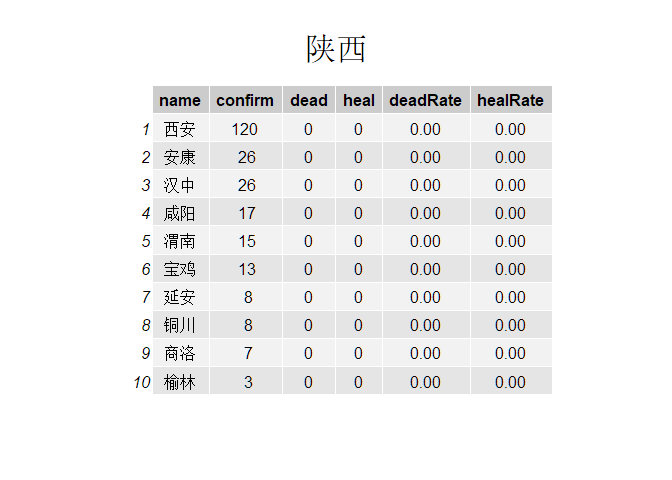 陕西
name confirm dead heal deadRate healRate
1 西安 120 0 0 0.00 0.00
2 安康 26 0 0 0.00 0.00
3 汉中 26 0 0 0.00 0.00
4 咸阳 17 0 0 0.00 0.00
5 渭南 15 0 0 0.00 0.00
6 宝鸡 13 0 0 0.00 0.00
7 延安 8 0 0 0.00 0.00
8 铜川 8 0 0 0.00 0.00
9 商洛 7 0 0 0.00 0.00
10 榆林 3 0 0 0.00 0.00